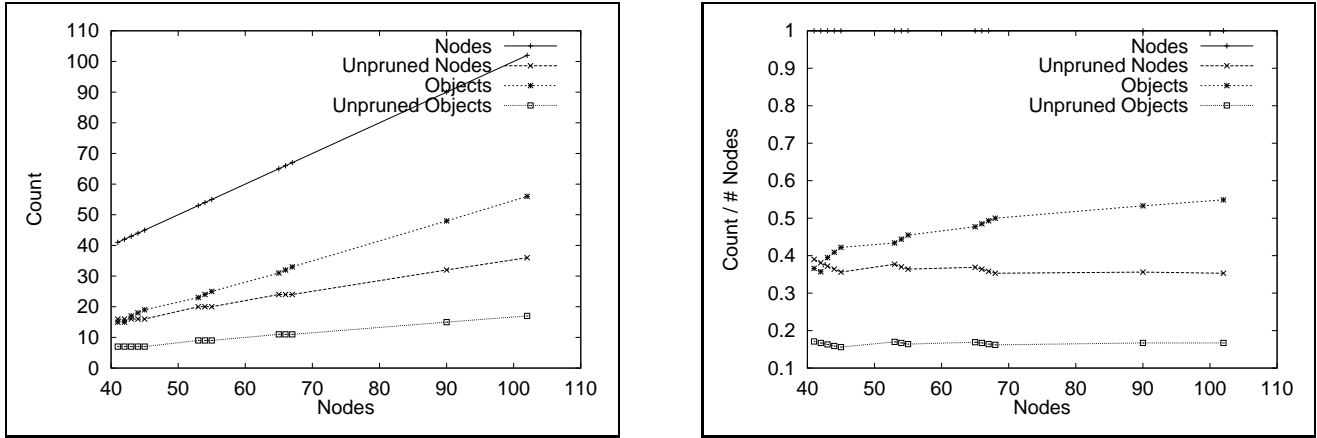 110
100
90
80
70
60
50
40
30
20
10
0
Count
Nodes
Unpruned Nodes
Objects
Unpruned Objects
40 50 60 70 80 90 100 110
Nodes
1
0.9
0.8
0.7
0.6
0.5
0.4
0.3
0.2
0.1
Count / # Nodes
Nodes
Unpruned Nodes
Objects
Unpruned Objects
40 50 60 70 80 90 100 110
Nodes